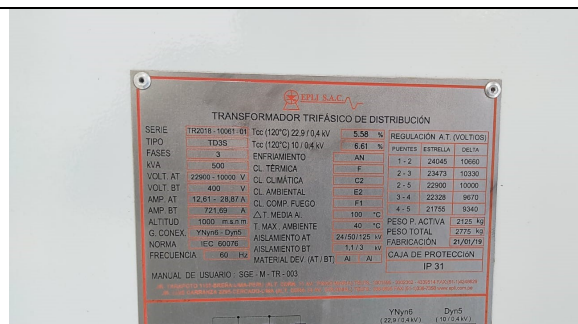 EPLI S.A.C.
TRANSFORMADOR TRIFÁSICO DE DISTRIBUCIÓN
SERIE TR2018 - 10061 - 01
TIPO TD3S
FASES 3
kVA 500
VOLT. AT 22900 - 10000 V
VOLT. BT 400 V
AMP. AT 12,61 - 28,87 A
AMP. BT 721,69 A
ALTITUD 1000 m.s.n.m
G. CONEX. YNyn6 - Dyn5
NORMA IEC 60076
FRECUENCIA 60 Hz
Tcc (120°C) 22.9 / 0,4 kV 5.58 %
Tcc (120°C) 10 / 0,4 kV 6.61 %
ENFRIAMIENTO AN
CL. TÉRMICA F
CL. CLIMÁTICA C2
CL. AMBIENTAL E2
CL. COMP. FUEGO F1
△T. MEDIA AL 100 °C
T. MAX. AMBIENTE 40 °C
AISLAMIENTO AT 24/50/125 kV
AISLAMIENTO BT 1,1 / 3 kV
MATERIAL DEV. (AT / BT) Al Al
REGULACIÓN A.T. (VOLTIOS)
PUENTES ESTRELLA DELTA
1 - 2 24045 10660
2 - 3 23473 10330
2 - 5 22900 10000
3 - 4 22328 9670
4 - 5 21755 9340
PESO P. ACTIVA 2125 kg
PESO TOTAL 2775 kg
FABRICACIÓN 21/01/19
CAJA DE PROTECCIÓN
IP 31
MANUAL DE USUARIO : SGE - M - TR - 003
YNyn6 Dyn5
( 22,9 / 0,4 kV ) ( 10 / 0,4 kV )